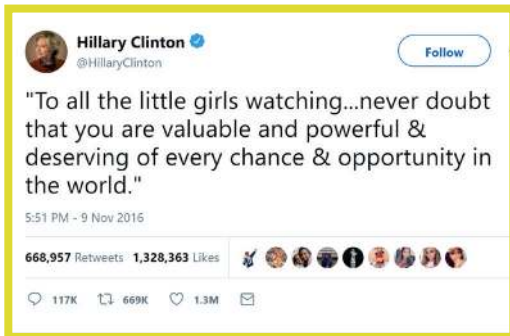 Hillary Clinton
@HillaryClinton
Follow
"To all the little girls watching...never doubt
that you are valuable and powerful &
deserving of every chance & opportunity in
the world."
5:51 PM - 9 Nov 2016
668,957 Retweets 1,328,363 Likes
117K 669K 1.3M